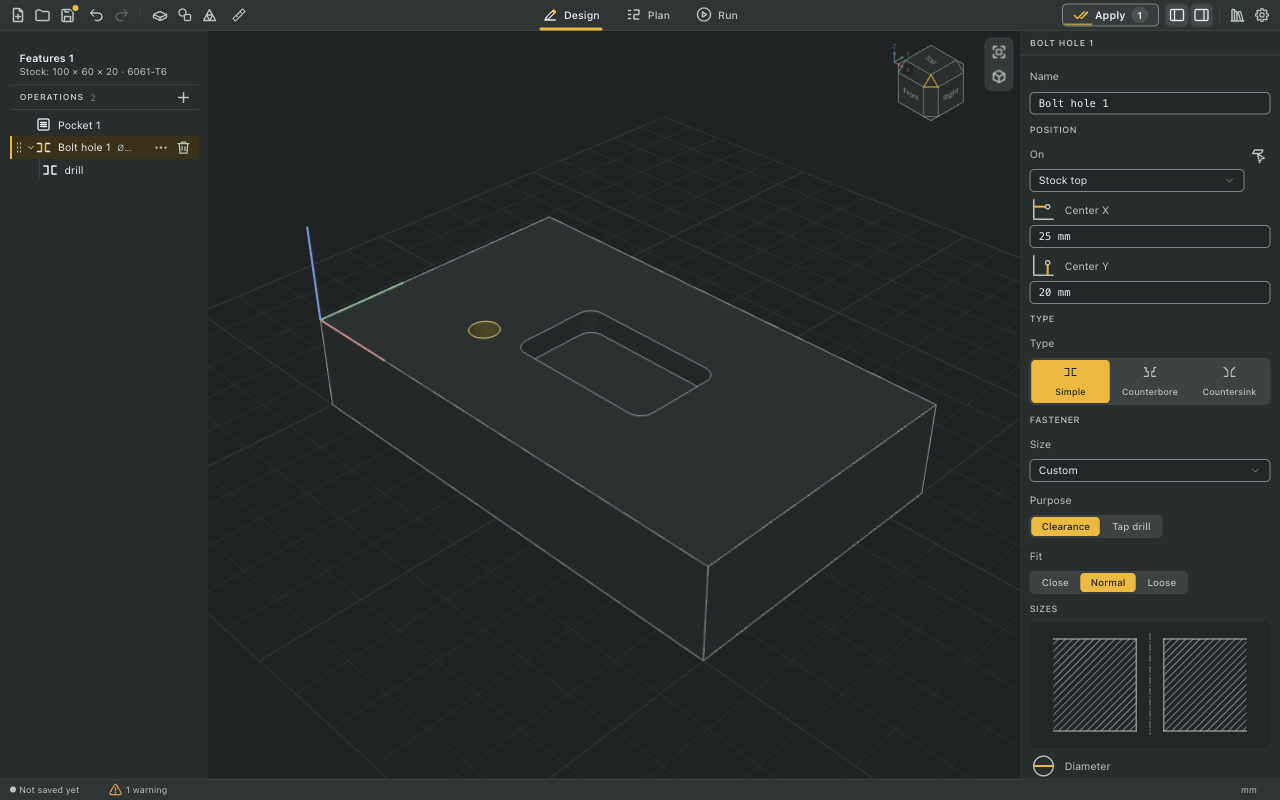 Design
Plan
Run
Apply 1
Features 1
Stock: 100 × 60 × 20 · 6061-T6
OPERATIONS 2
Pocket 1
Bolt hole 1 Ø...
drill
Z
Top
Front
Right
BOLT HOLE 1
Name
Bolt hole 1
POSITION
On
Stock top
Center X
25 mm
Center Y
20 mm
TYPE
Type
Simple
Counterbore
Countersink
FASTENER
Size
Custom
Purpose
Clearance
Tap drill
Fit
Close
Normal
Loose
SIZES
Diameter
Not saved yet
1 warning
mm